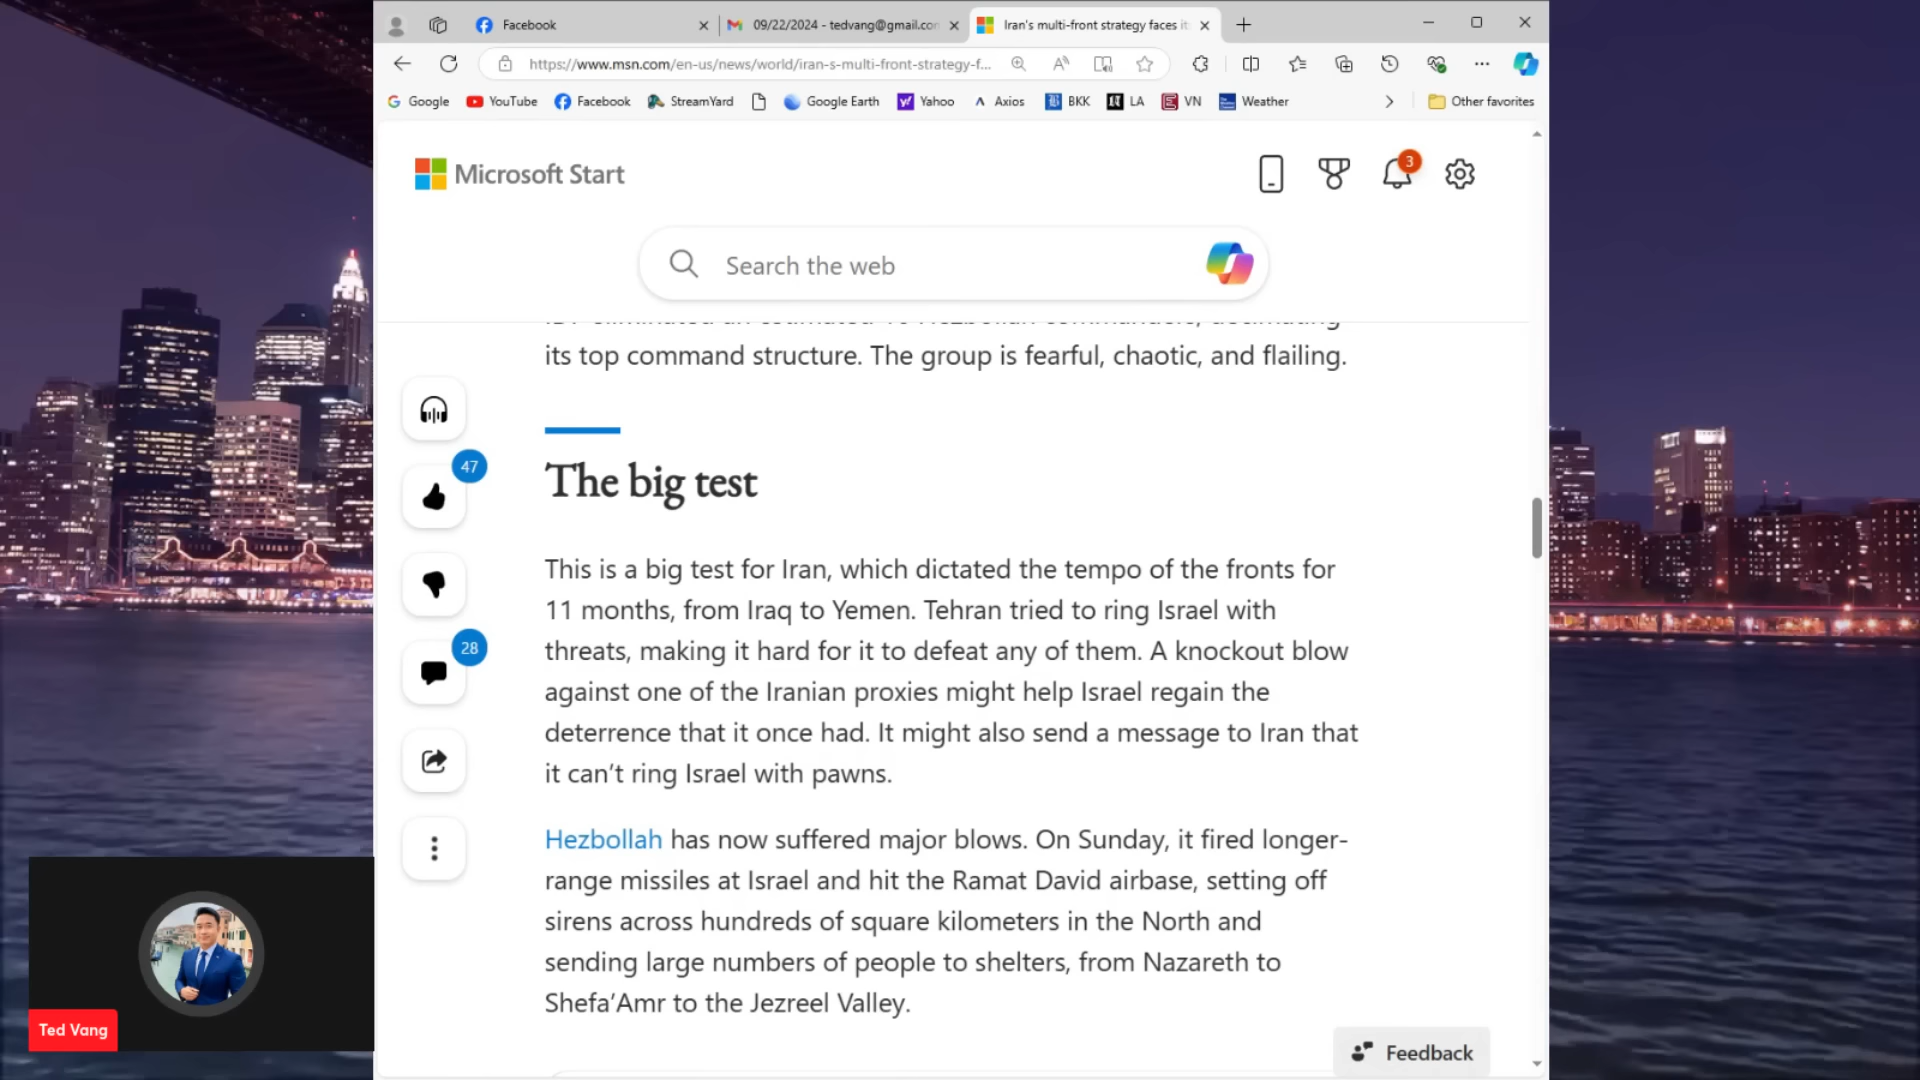 Facebook
09/22/2024 - tedvang@gmail.con
Iran's multi-front strategy faces it
https://www.msn.com/en-us/news/world/iran-s-multi-front-strategy-f...
Google
YouTube
Facebook
StreamYard
Google Earth
Yahoo
Axios
BKK
LA
VN
Weather
Other favorites
Microsoft Start
3
Search the web
its top command structure. The group is fearful, chaotic, and flailing.
47
The big test
This is a big test for Iran, which dictated the tempo of the fronts for
11 months, from Iraq to Yemen. Tehran tried to ring Israel with
28
threats, making it hard for it to defeat any of them. A knockout blow
against one of the Iranian proxies might help Israel regain the
deterrence that it once had. It might also send a message to Iran that
it can't ring Israel with pawns.
Hezbollah has now suffered major blows. On Sunday, it fired longer-
range missiles at Israel and hit the Ramat David airbase, setting off
sirens across hundreds of square kilometers in the North and
sending large numbers of people to shelters, from Nazareth to
Shefa'Amr to the Jezreel Valley.
Ted Vang
Feedback